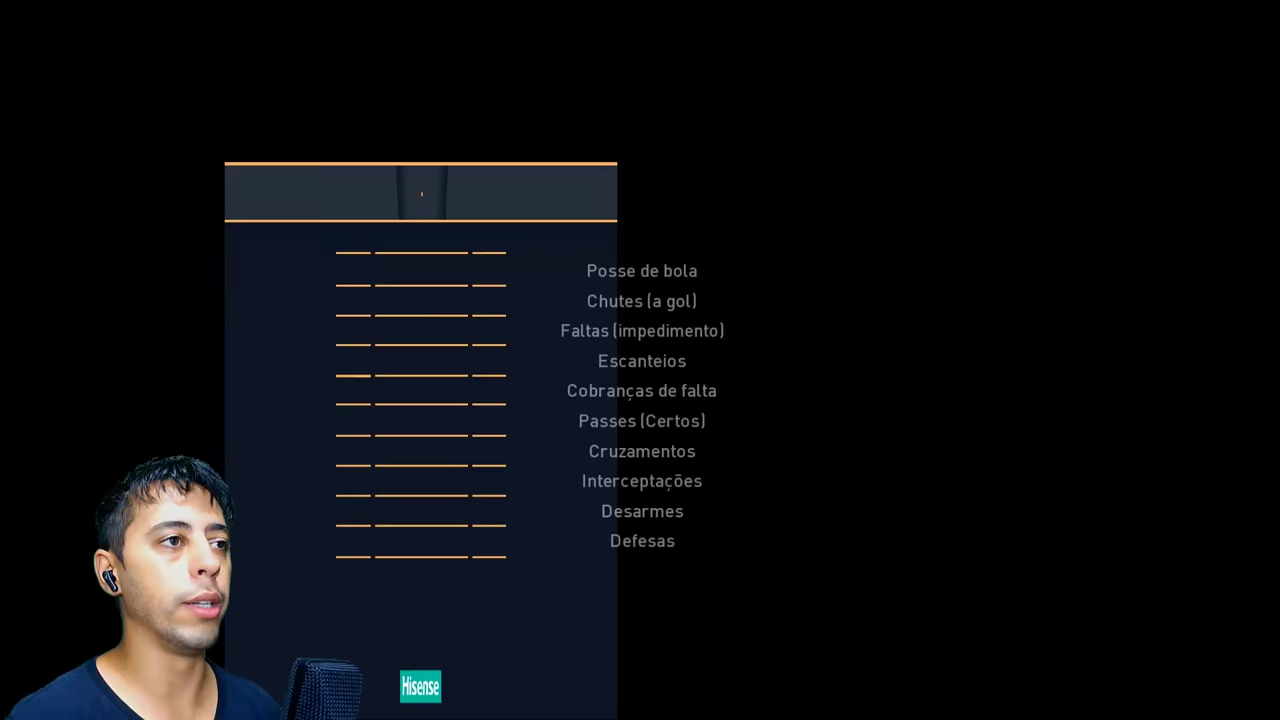 Posse de bola
Chutes (a gol)
Faltas (impedimento)
Escanteios
Cobranças de falta
Passes (Certos)
Cruzamentos
Interceptações
Desarmes
Defesas
Hisense